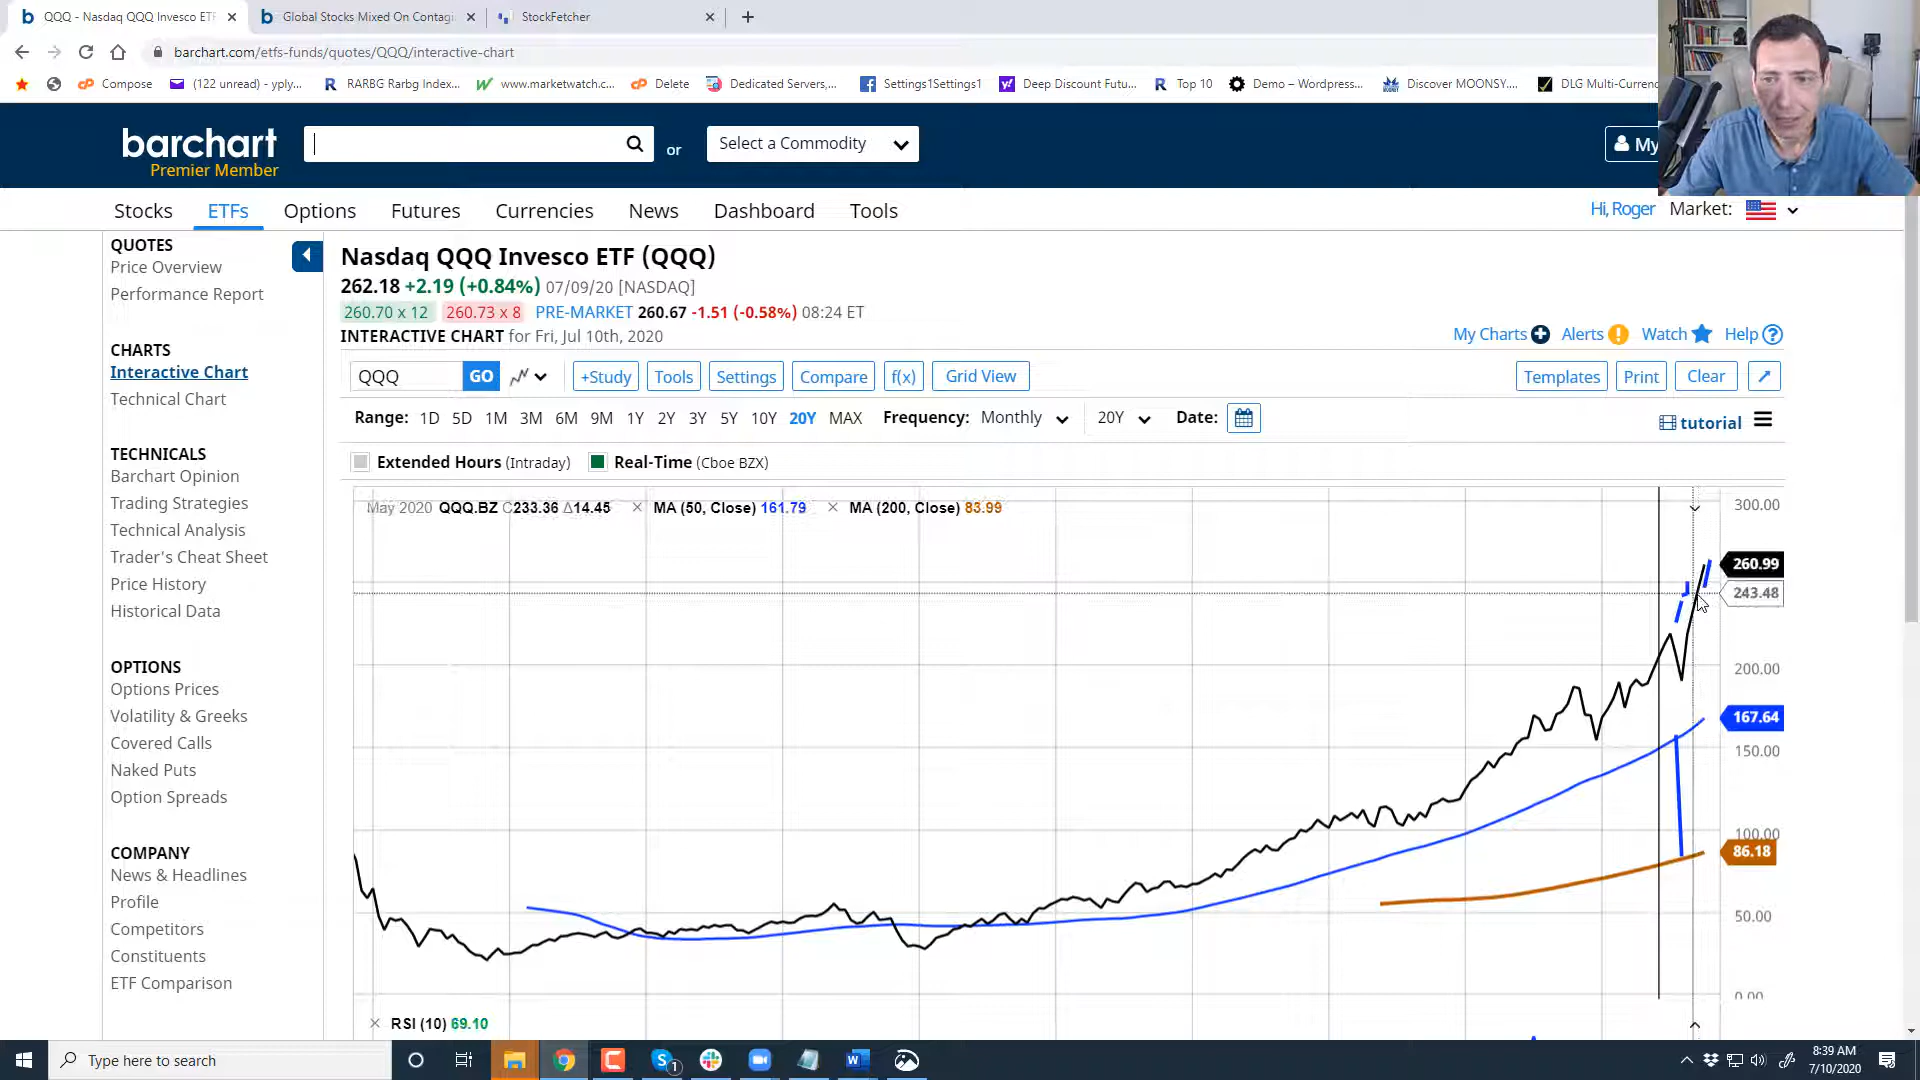 QQQ - Nasdaq QQQ Invesco ETF
Global Stocks Mixed On Contag
StockFetcher
barchart.com/etfs-funds/quotes/QQQ/interactive-chart
Compose
(122 unread) - yply...
RARBG Rarbg Index...
www.marketwatch.c...
Delete
Dedicated Servers,...
Settings1Settings1
Deep Discount Futu...
Top 10
Demo – Wordpress...
Discover MOONSY....
DLG Multi-Curren
barchart
Premier Member
or
Select a Commodity
My
Stocks
ETFs
Options
Futures
Currencies
News
Dashboard
Tools
Hi, Roger
Market:
QUOTES
Price Overview
Performance Report
CHARTS
Interactive Chart
Technical Chart
TECHNICALS
Barchart Opinion
Trading Strategies
Technical Analysis
Trader's Cheat Sheet
Price History
Historical Data
OPTIONS
Options Prices
Volatility & Greeks
Covered Calls
Naked Puts
Option Spreads
COMPANY
News & Headlines
Profile
Competitors
Constituents
ETF Comparison
Nasdaq QQQ Invesco ETF (QQQ)
262.18 +2.19 (+0.84%) 07/09/20 [NASDAQ]
260.70 x 12 260.73 x 8 PRE-MARKET 260.67 -1.51 (-0.58%) 08:24 ET
INTERACTIVE CHART for Fri, Jul 10th, 2020
My Charts
Alerts
Watch
Help
QQQ
GO
+Study
Tools
Settings
Compare
f(x)
Grid View
Templates
Print
Clear
Range: 1D 5D 1M 3M 6M 9M 1Y 2Y 3Y 5Y 10Y 20Y MAX
Frequency: Monthly
20Y
Date:
tutorial
Extended Hours (Intraday)
Real-Time (Cboe BZX)
May 2020 QQQ.BZ C233.36 Δ14.45
MA (50, Close) 161.79
MA (200, Close) 83.99
300.00
260.99
243.48
200.00
167.64
150.00
100.00
86.18
50.00
0.00
RSI (10) 69.10
Type here to search
1
8:39 AM
7/10/2020